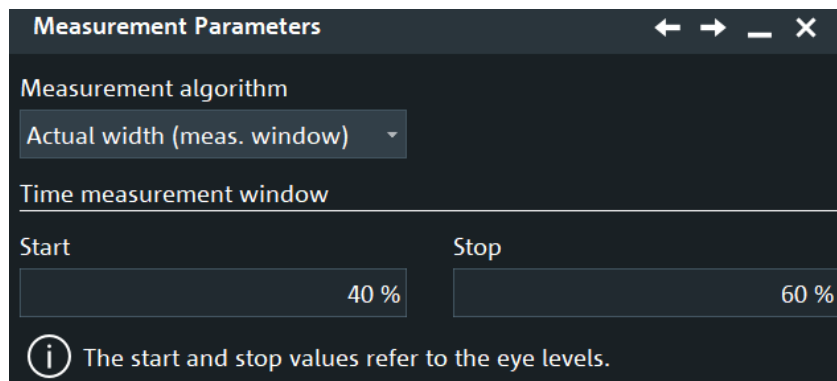 Measurement Parameters
Measurement algorithm
Actual width (meas. window)
Time measurement window
Start Stop
40 % 60 %
The start and stop values refer to the eye levels.